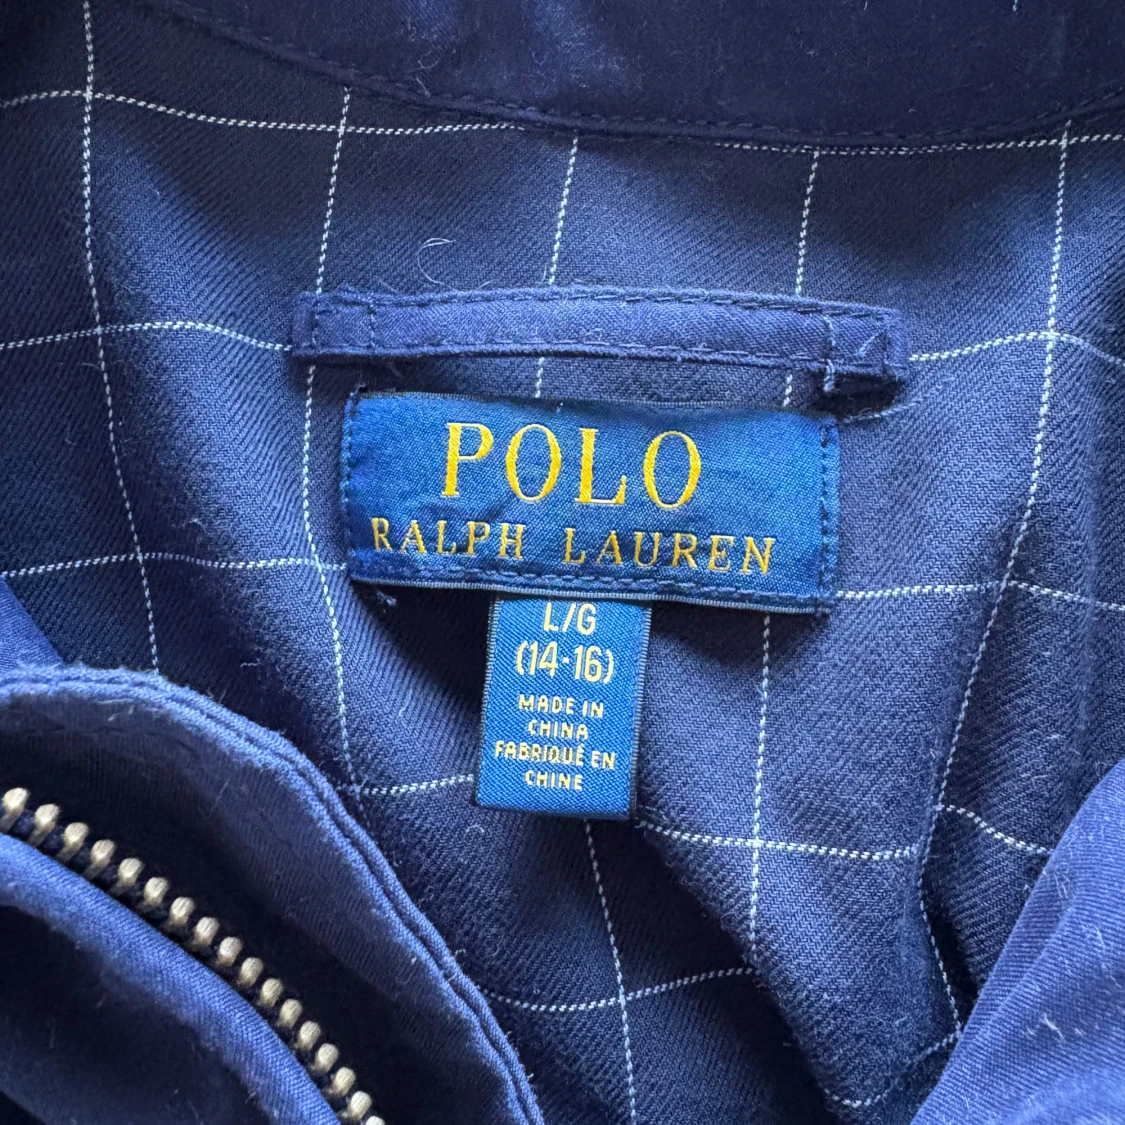 POLO
RALPH LAUREN
L/G
(14-16)
MADE IN
CHINA
FABRIQUÉ EN
CHINE